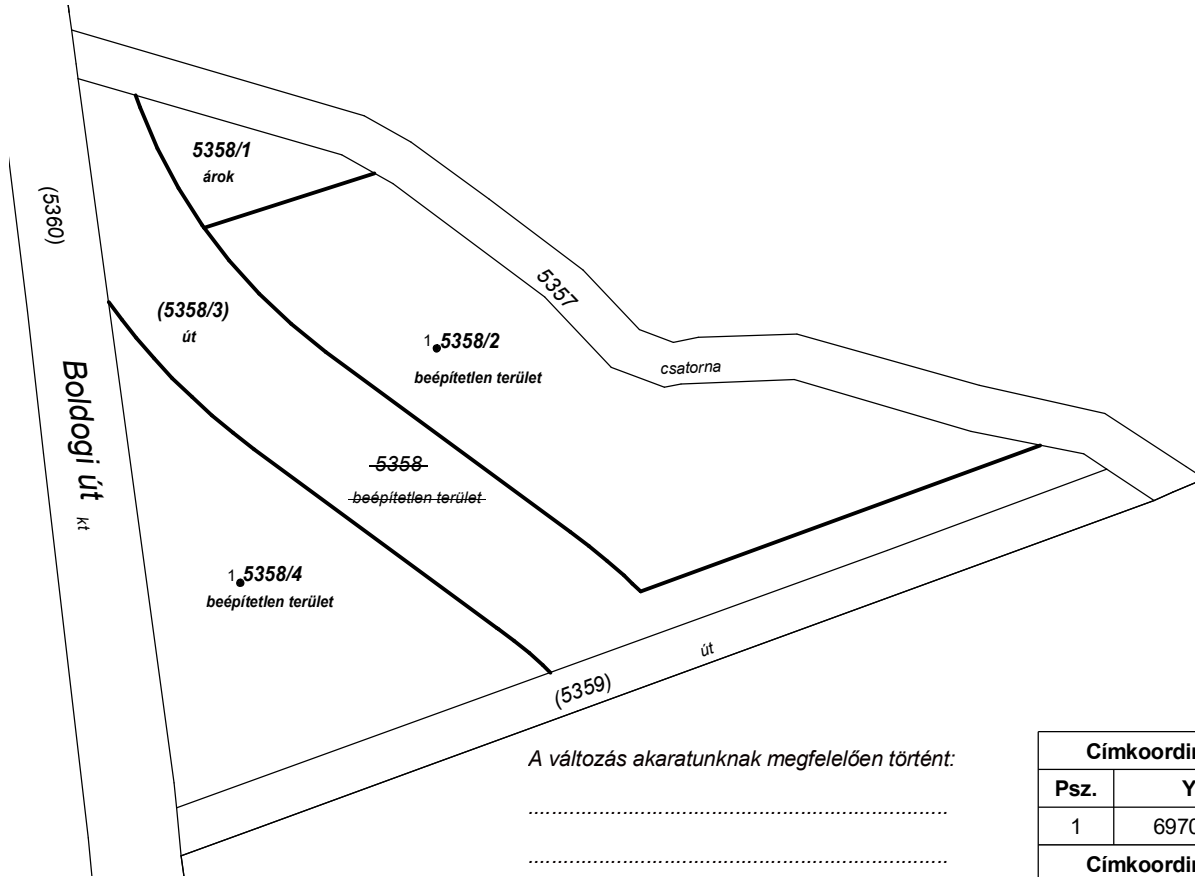 5358/1
árok
(5360)
(5358/3)
út
5357
1 5358/2
beépítetlen terület
csatorna
Boldogi út kt
5358
beépítetlen terület
1 5358/4
beépítetlen terület
út
(5359)
A változás akaratunknak megfelelően történt:
Psz.
1